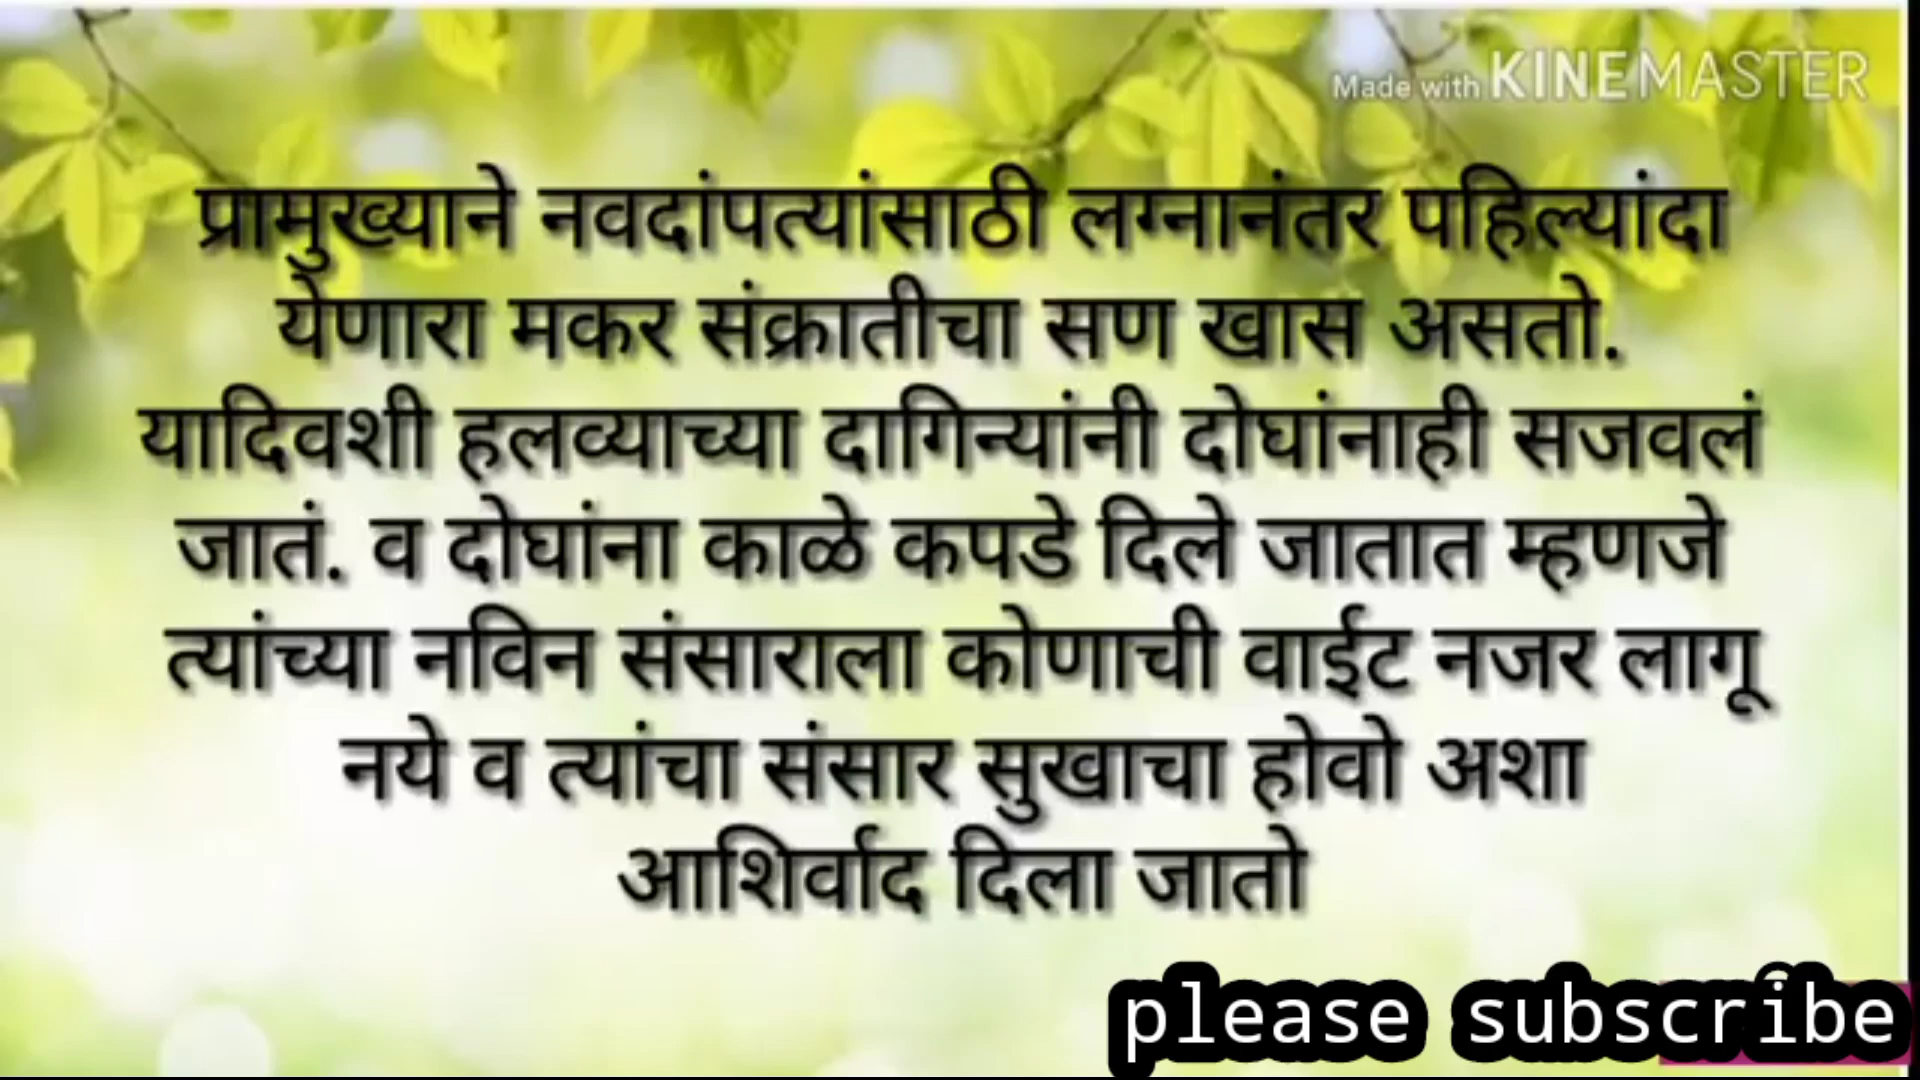 Made with KINEMASTER
प्रामुख्याने नवदांपत्यांसाठी लग्नानंतर पहिल्यांदा
येणारा मकर संक्रातीचा सण खास असतो.
यादिवशी हलव्याच्या दागिन्यांनी दोघांनाही सजवलं
जातं. व दोघांना काळे कपडे दिले जातात म्हणजे
त्यांच्या नविन संसाराला कोणाची वाईट नजर लागू
नये व त्यांचा संसार सुखाचा होवो अशा
आशिर्वाद दिला जातो
please subscribe